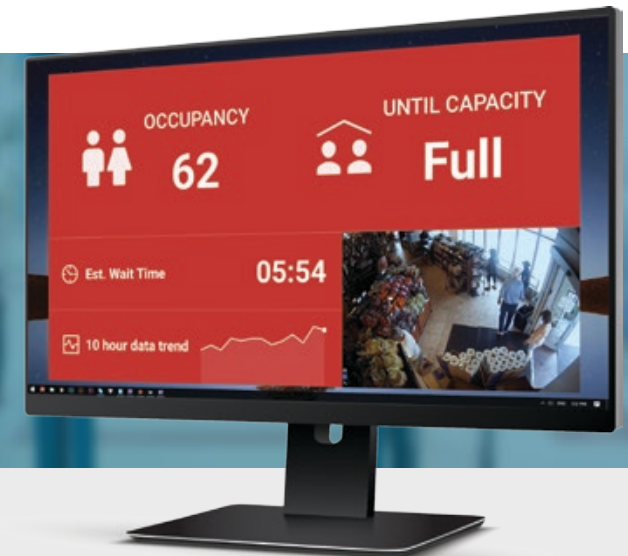 OCCUPANCY
62
UNTIL CAPACITY
Full
Est. Wait Time
05:54
10 hour data trend